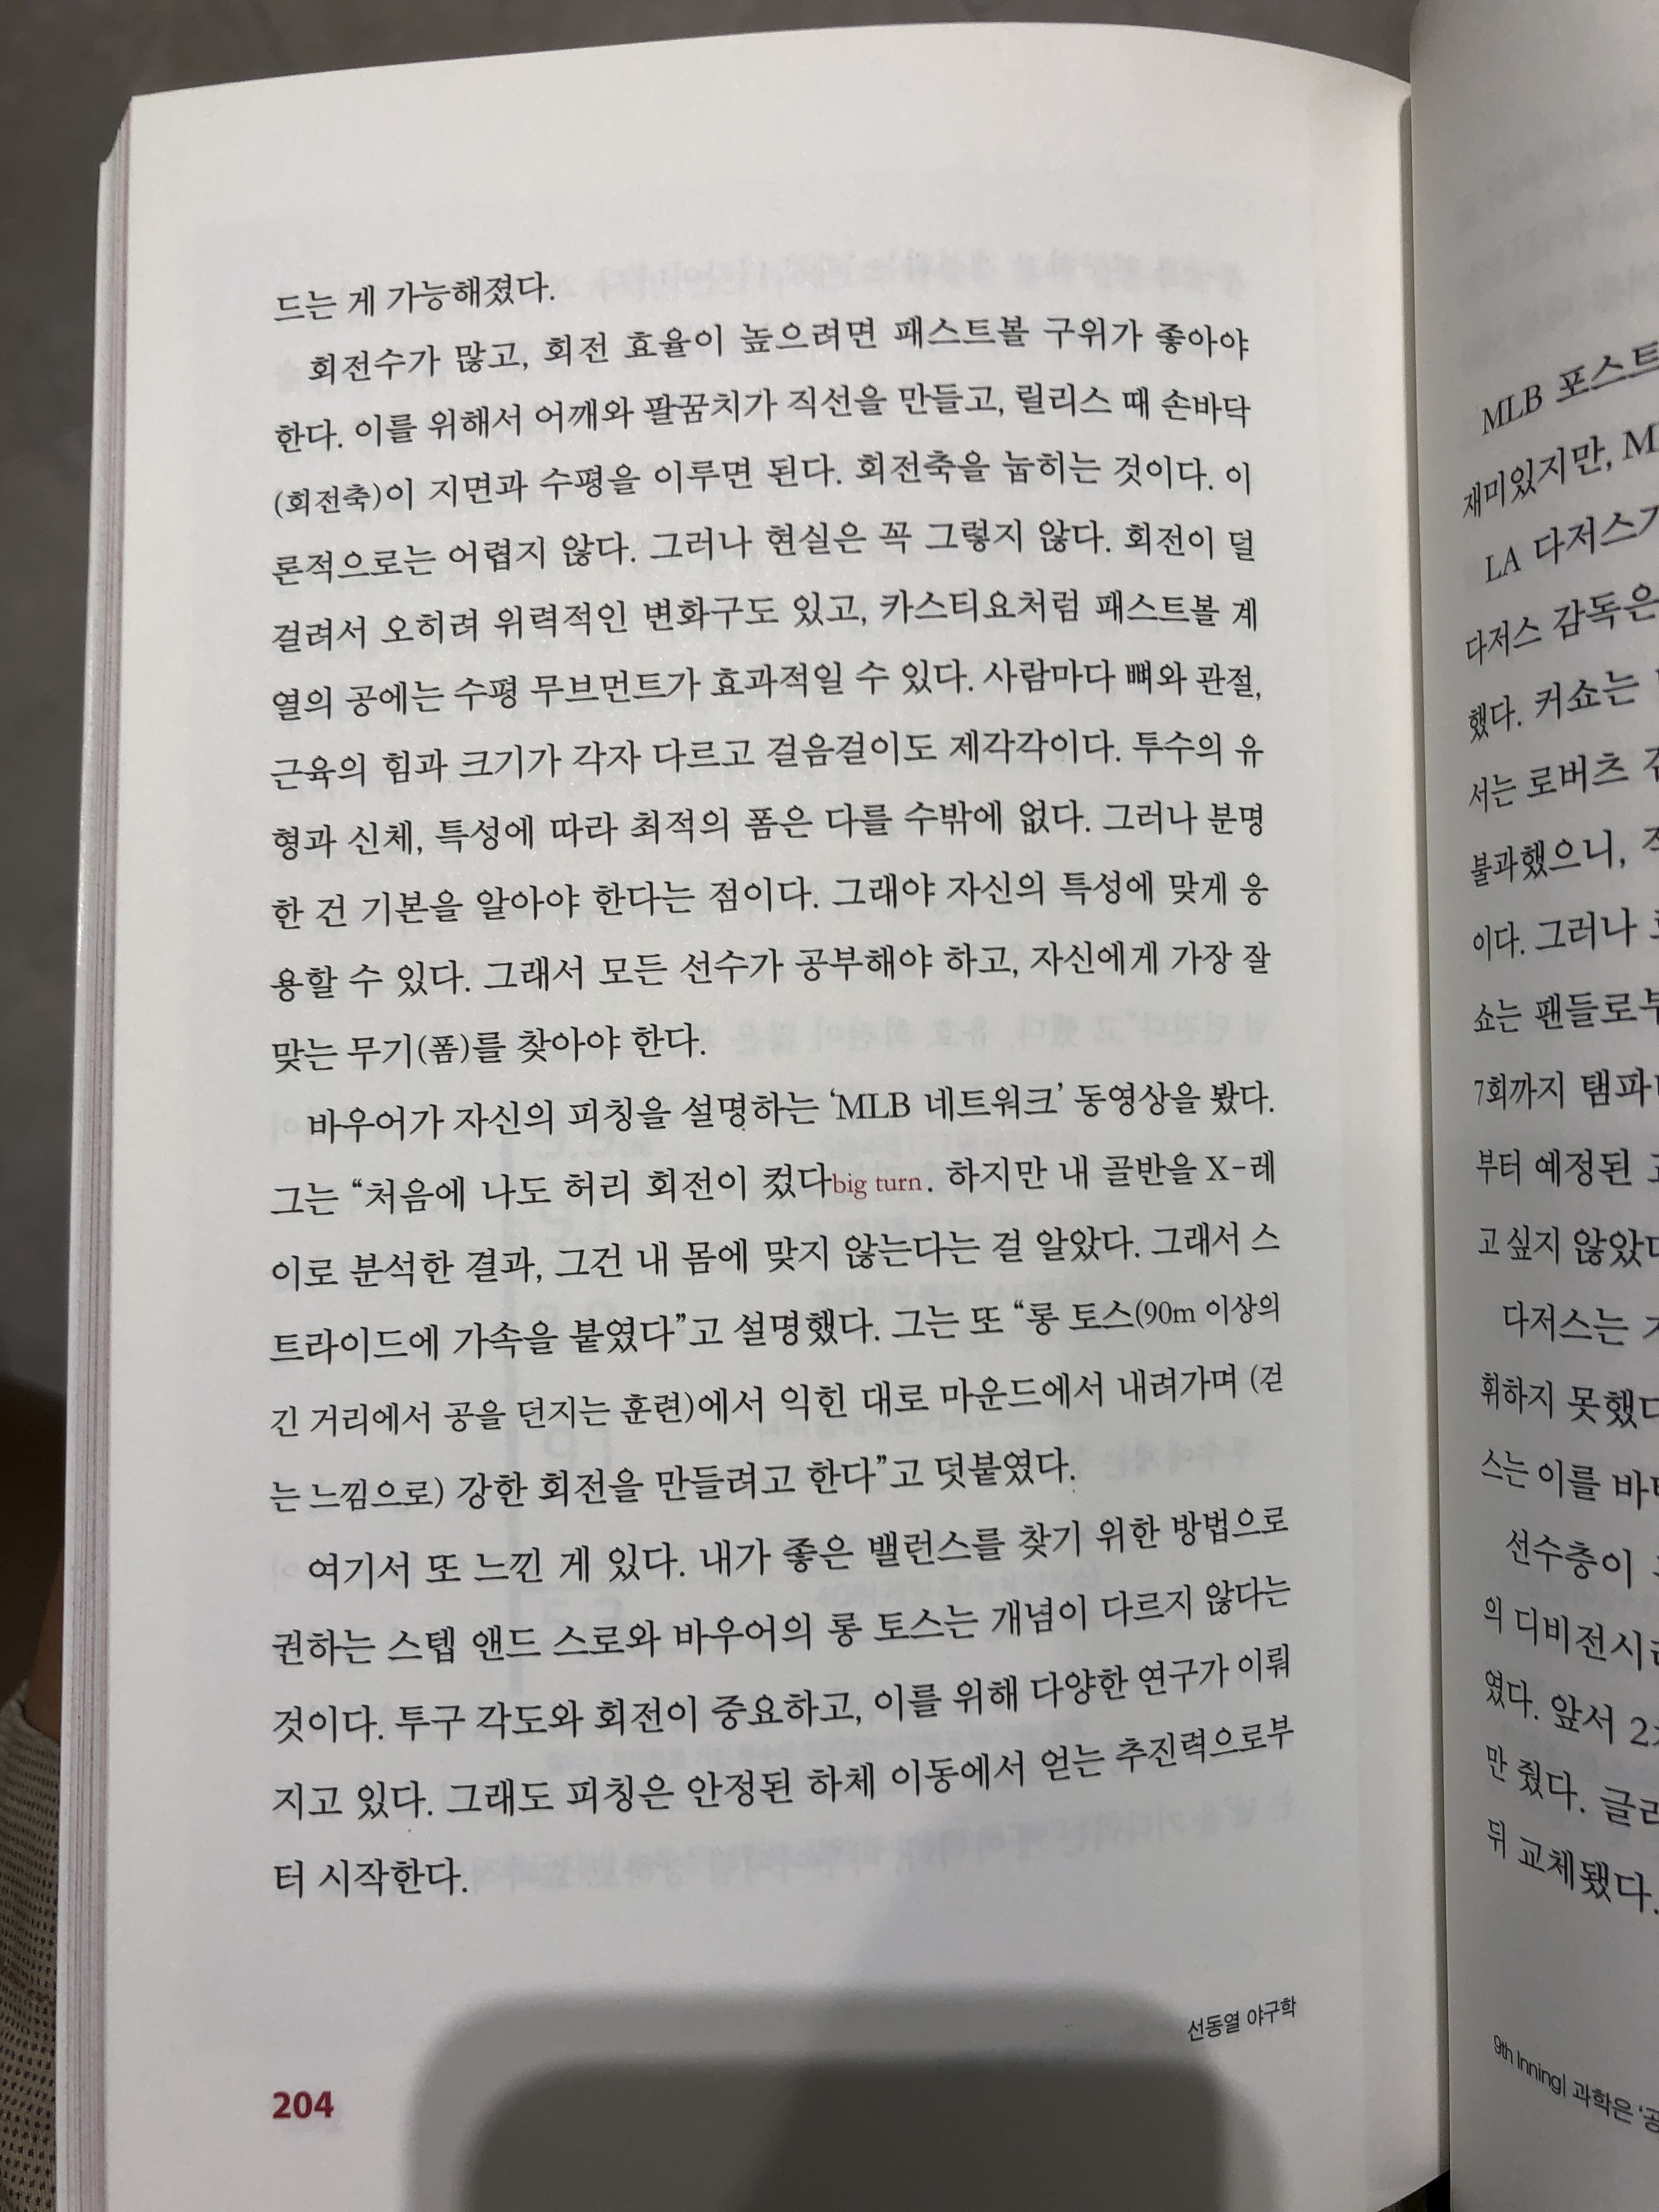 드는 게 가능해졌다.
회전수가 많고, 회전 효율이 높으려면 패스트볼 구위가 좋아야
한다. 이를 위해서 어깨와 팔꿈치가 직선을 만들고, 릴리스 때 손바닥
(회전축)이 지면과 수평을 이루면 된다. 회전축을 눕히는 것이다. 이
론적으로는 어렵지 않다. 그러나 현실은 꼭 그렇지 않다. 회전이 덜
걸려서 오히려 위력적인 변화구도 있고, 카스티요처럼 패스트볼 계
열의 공에는 수평 무브먼트가 효과적일 수 있다. 사람마다 뼈와 관절,
근육의 힘과 크기가 각자 다르고 걸음걸이도 제각각이다. 투수의 유
형과 신체, 특성에 따라 최적의 폼은 다를 수밖에 없다. 그러나 분명
한 건 기본을 알아야 한다는 점이다. 그래야 자신의 특성에 맞게 응
용할 수 있다. 그래서 모든 선수가 공부해야 하고, 자신에게 가장 잘
맞는 무기(폼)를 찾아야 한다.
바우어가 자신의 피칭을 설명하는 ‘MLB 네트워크’ 동영상을 봤다.
그는 “처음에 나도 허리 회전이 컸다big turn. 하지만 내 골반을 X-레
이로 분석한 결과, 그건 내 몸에 맞지 않는다는 걸 알았다. 그래서 스
트라이드에 가속을 붙였다”고 설명했다. 그는 또 “롱 토스(90m 이상의
긴 거리에서 공을 던지는 훈련)에서 익힌 대로 마운드에서 내려가며 (걷
는 느낌으로) 강한 회전을 만들려고 한다”고 덧붙였다.
여기서 또 느낀 게 있다. 내가 좋은 밸런스를 찾기 위한 방법으로
권하는 스텝 앤드 스로와 바우어의 롱 토스는 개념이 다르지 않다는
것이다. 투구 각도와 회전이 중요하고, 이를 위해 다양한 연구가 이뤄
지고 있다. 그래도 피칭은 안정된 하체 이동에서 얻는 추진력으로부
터 시작한다.
선동열 야구학
204
MLB 포스트
재미있지만,
LA 다저스가
다저스 감독은
했다. 커쇼는
서는 로버츠
불과했으니,
이다. 그러나
쇼는 팬들로부
7회까지 탬파
부터 예정된
고 싶지 않았다
다저스는
휘하지 못했다
스는 이를
선수층이
의 디비전시리
였다. 앞서
만 줬다.
뒤 교체됐다.
9th Inning| 과학은